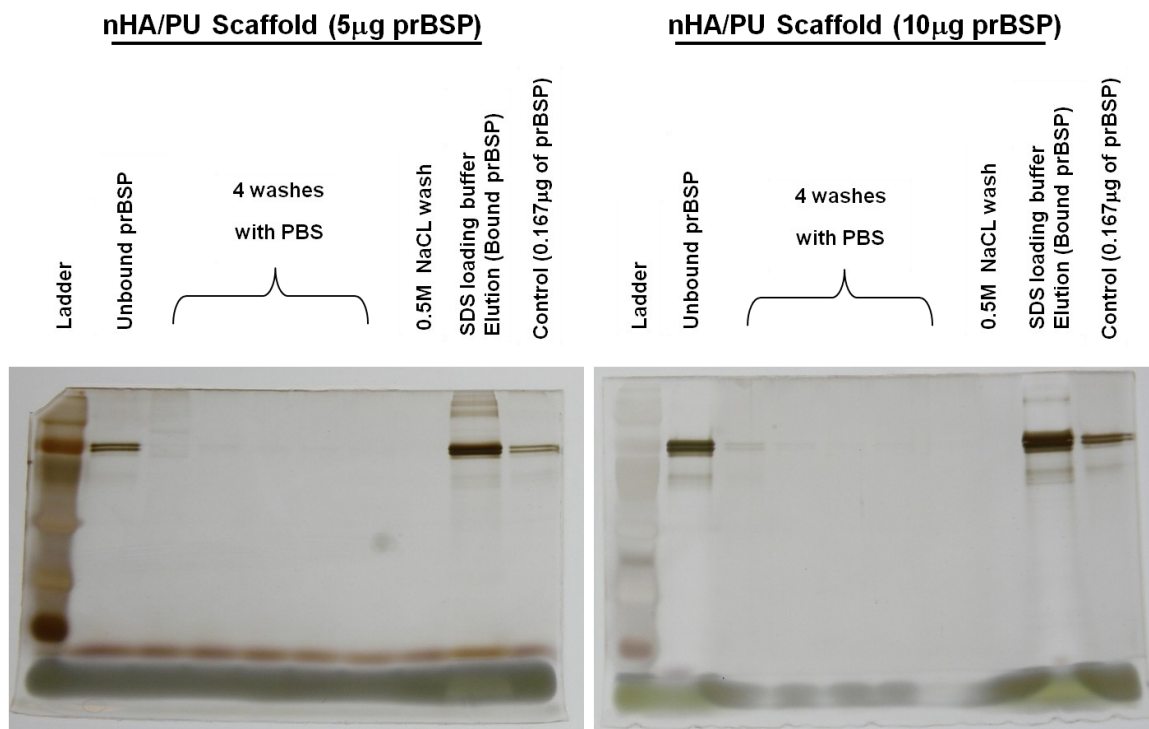 nHA/PU Scaffold (5µg prBSP)
Ladder
Unbound prBSP
4 washes
with PBS
0.5M NaCL wash
SDS loading buffer
Elution (Bound prBSP)
Control (0.167µg of prBSP)
nHA/PU Scaffold (10µg prBSP)
Ladder
Unbound prBSP
4 washes
with PBS
0.5M NaCL wash
SDS loading buffer
Elution (Bound prBSP)
Control (0.167µg of prBSP)